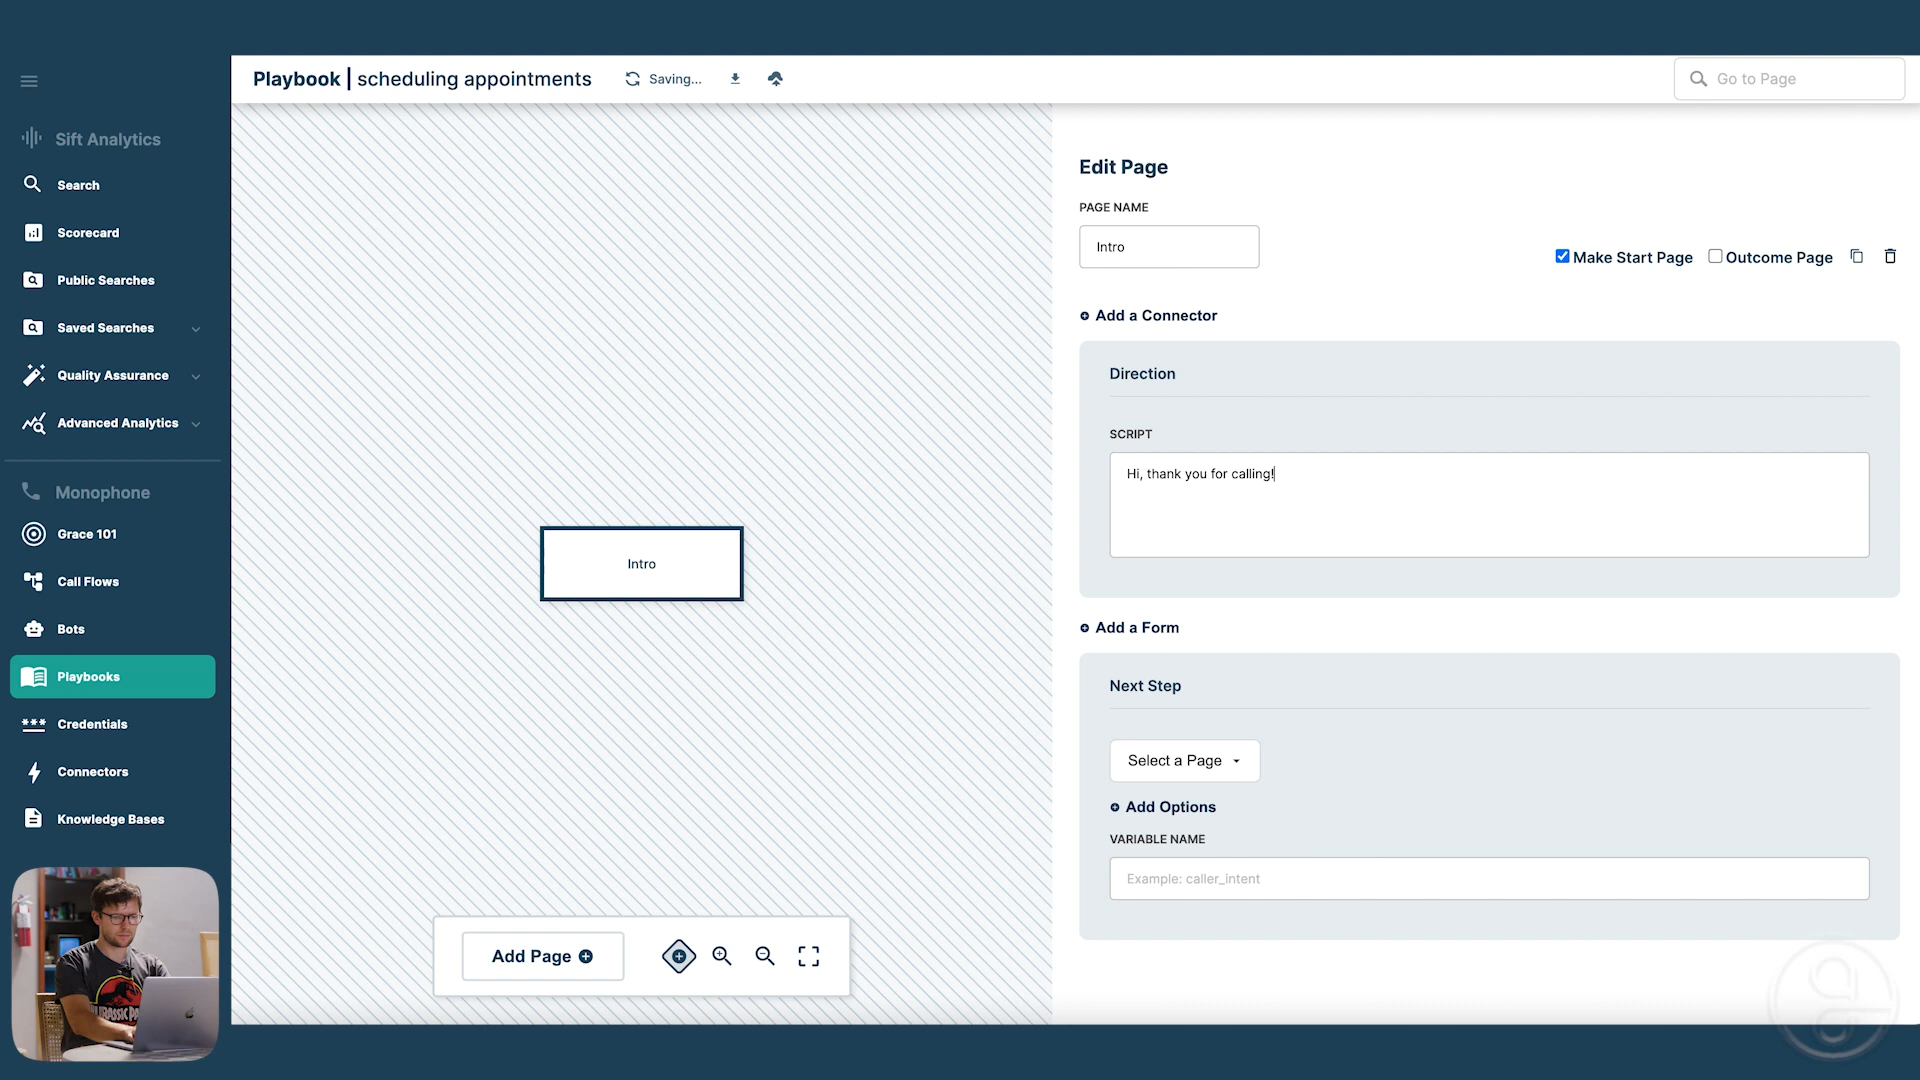 Playbook | scheduling appointments
Saving...
Go to Page
Sift Analytics
Search
Scorecard
Public Searches
Saved Searches
Quality Assurance
Advanced Analytics
Monophone
Grace 101
Call Flows
Bots
Playbooks
Credentials
Connectors
Knowledge Bases
Intro
Add Page
Edit Page
PAGE NAME
Intro
Make Start Page
Outcome Page
Add a Connector
Direction
SCRIPT
Hi, thank you for calling!
Add a Form
Next Step
Select a Page
Add Options
VARIABLE NAME
Example: caller_intent
JURASSIC PA